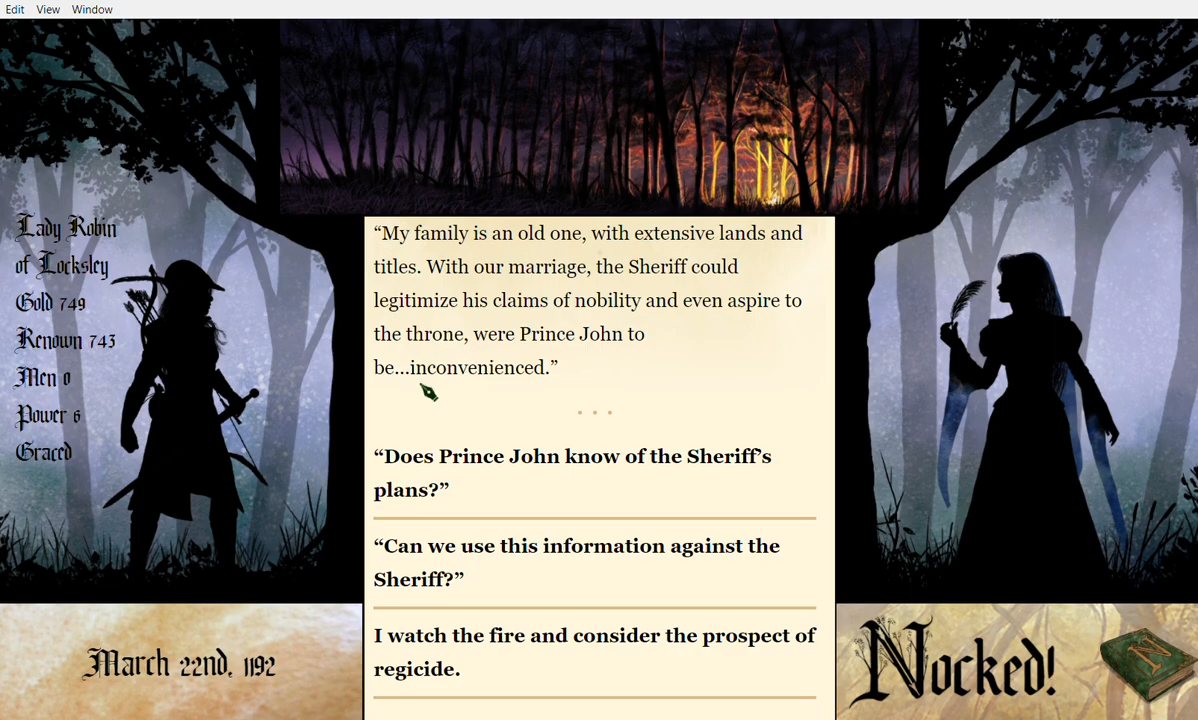 Edit View Window
Lady Robin
of Locksley
Gold 749
Renown 743
Men 0
Power 6
Graced
“My family is an old one, with extensive lands and
titles. With our marriage, the Sheriff could
legitimize his claims of nobility and even aspire to
the throne, were Prince John to
be...inconvenienced.”
• • •
“Does Prince John know of the Sheriff’s
plans?”
“Can we use this information against the
Sheriff?”
I watch the fire and consider the prospect of
regicide.
March 22nd, 1192
Nocked!
N